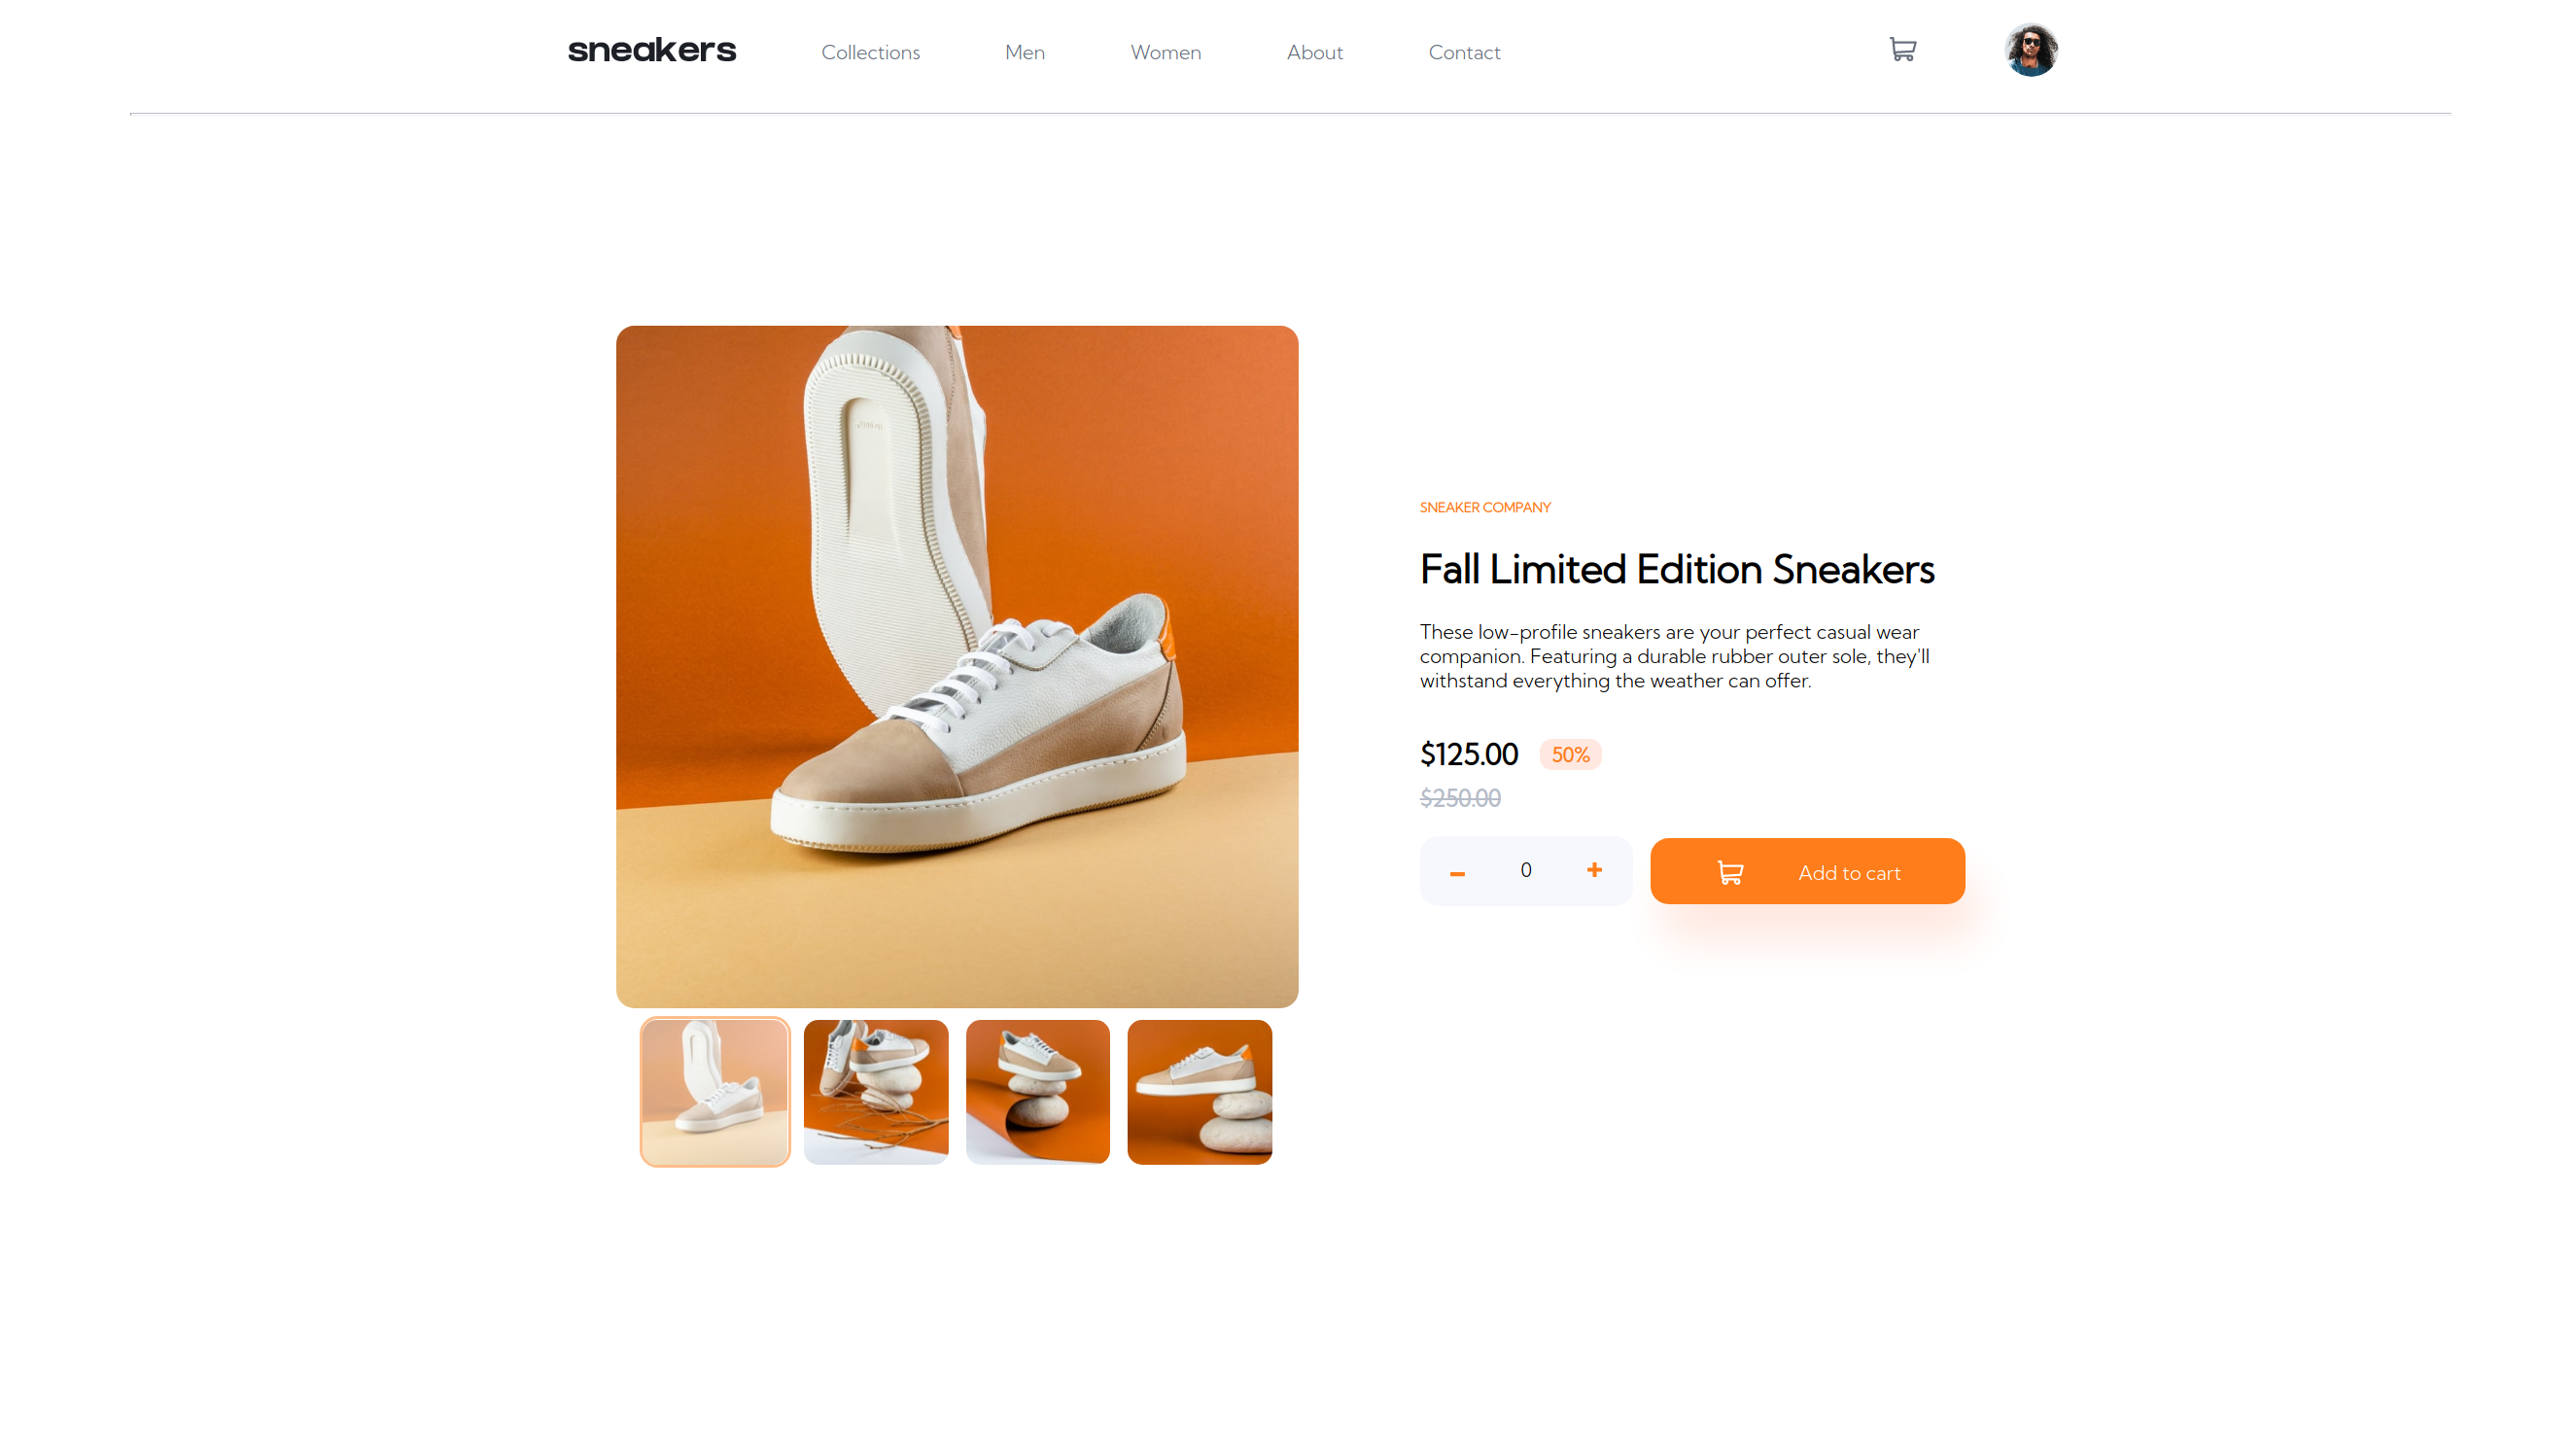 sneakers
Collections
Men
Women
About
Contact
SNEAKER COMPANY
Fall Limited Edition Sneakers
These low-profile sneakers are your perfect casual wear
companion. Featuring a durable rubber outer sole, they'll
withstand everything the weather can offer.
$125.00
50%
$250.00
0
Add to cart